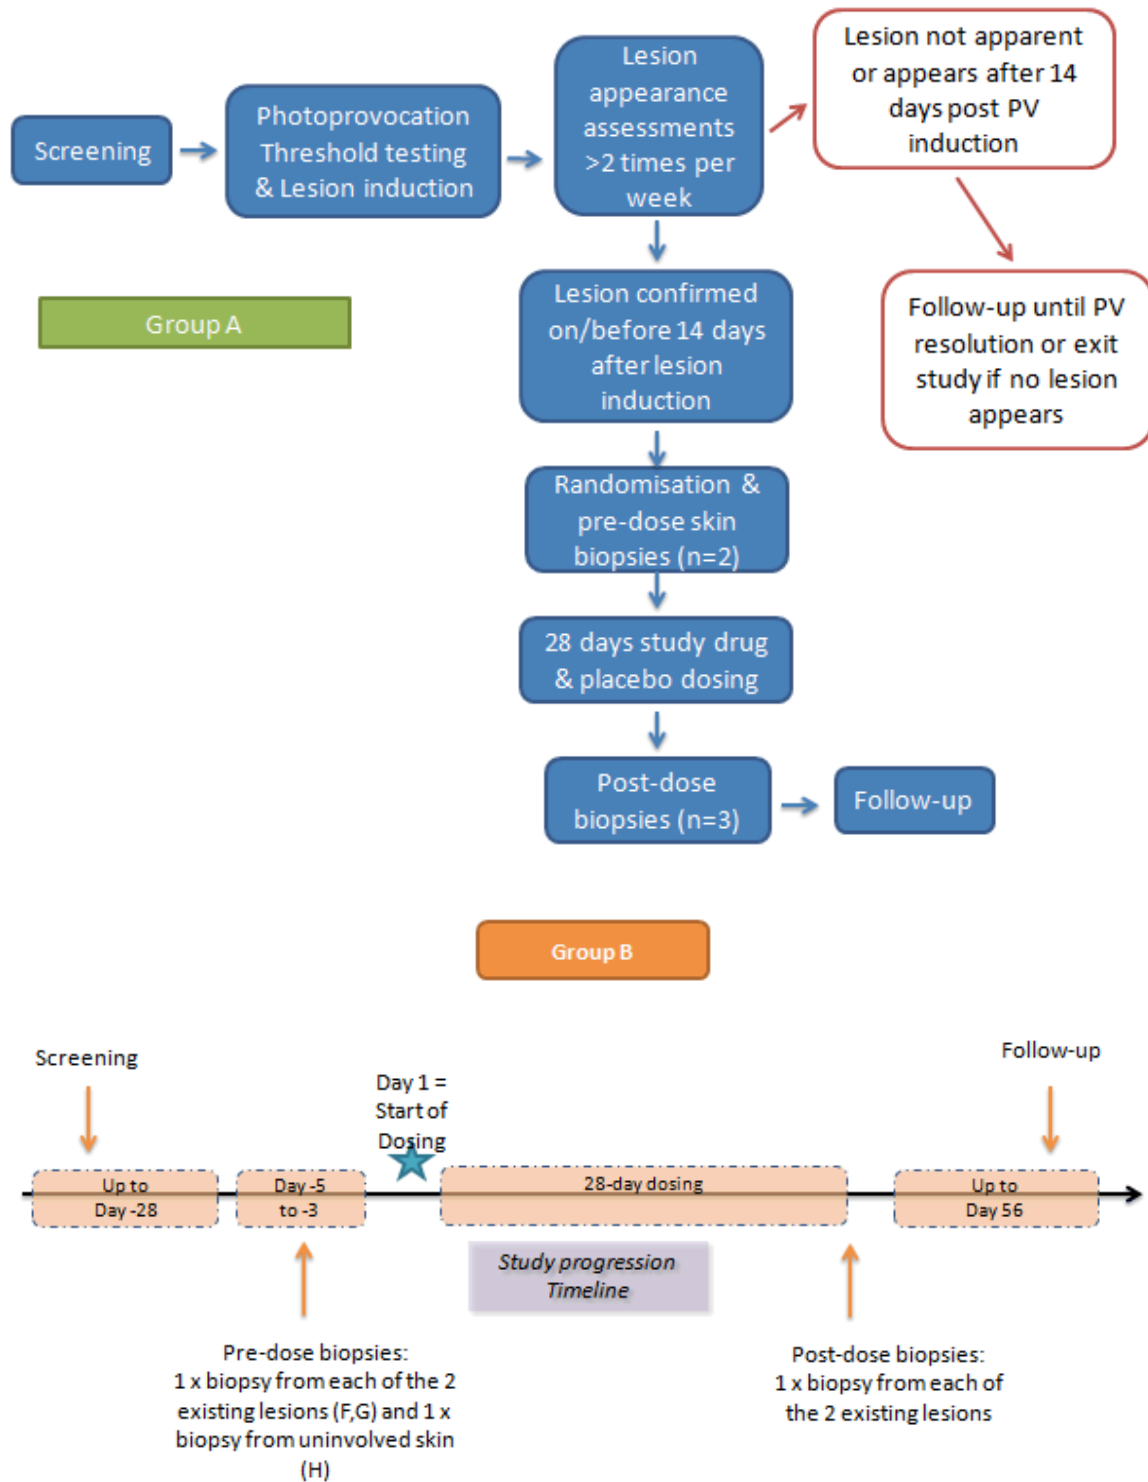 Screening
Photoprovocation
Threshold testing
& Lesion induction
Lesion
appearance
assessments
>2 times per
week
Lesion not apparent
or appears after 14
days post PV
induction
Follow-up until PV
resolution or exit
study if no lesion
appears
Group A
Lesion confirmed
on/before 14 days
after lesion
induction
Randomisation &
pre-dose skin
biopsies (n=2)
28 days study drug
& placebo dosing
Post-dose
biopsies (n=3)
Follow-up
Group B
Screening
Day 1 =
Start of
Dosing
Follow-up
Up to
Day -28
Day -5
to -3
28-day dosing
Up to
Day 56
Study progression
Timeline
Pre-dose biopsies:
1 x biopsy from each of the 2
existing lesions (F,G) and 1 x
biopsy from uninvolved skin
(H)
Post-dose biopsies:
1 x biopsy from each of
the 2 existing lesions